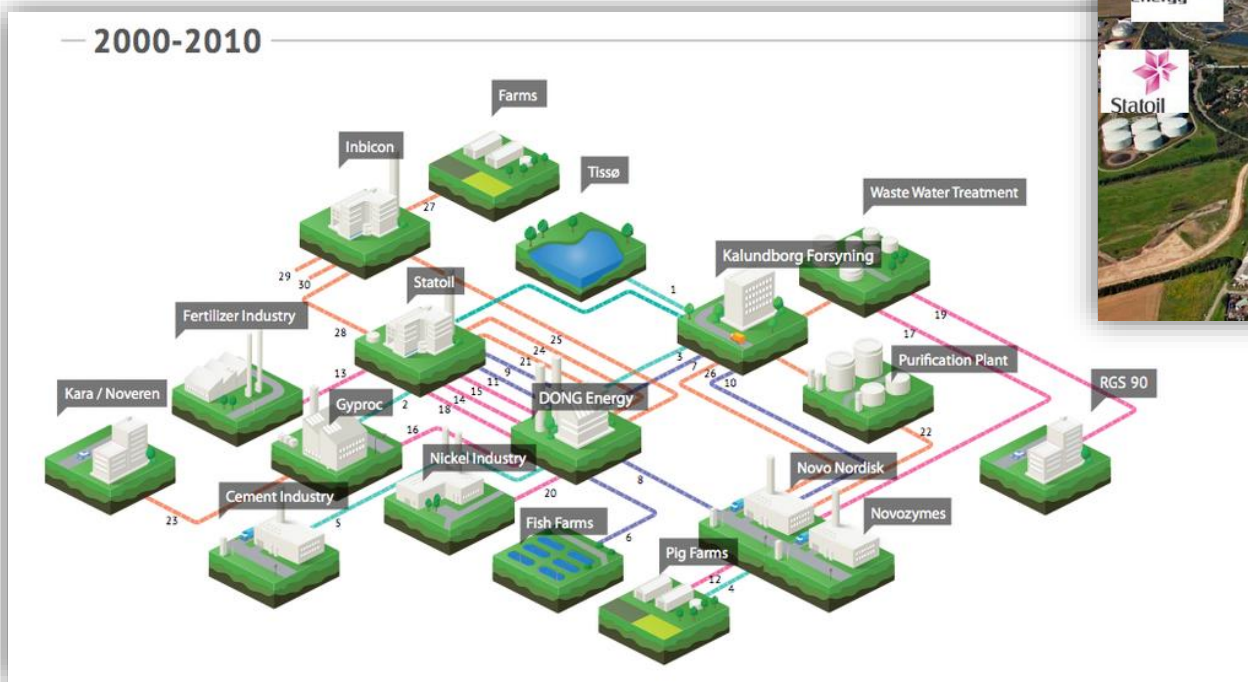 2000-2010
Farms
Inbicon
Tissø
Waste Water Treatment
Kalundborg Forsyning
Statoil
Fertilizer Industry
Purification Plant
Kara / Noveren
Gyproc
DONG Energy
RGS 90
Nickel Industry
Novo Nordisk
Cement Industry
Fish Farms
Novozymes
Pig Farms
27
29
30
28
1
19
17
25
24
21
9
11
15
14
18
3
7
26
10
13
2
16
22
8
20
23
5
6
12
4
Statoil